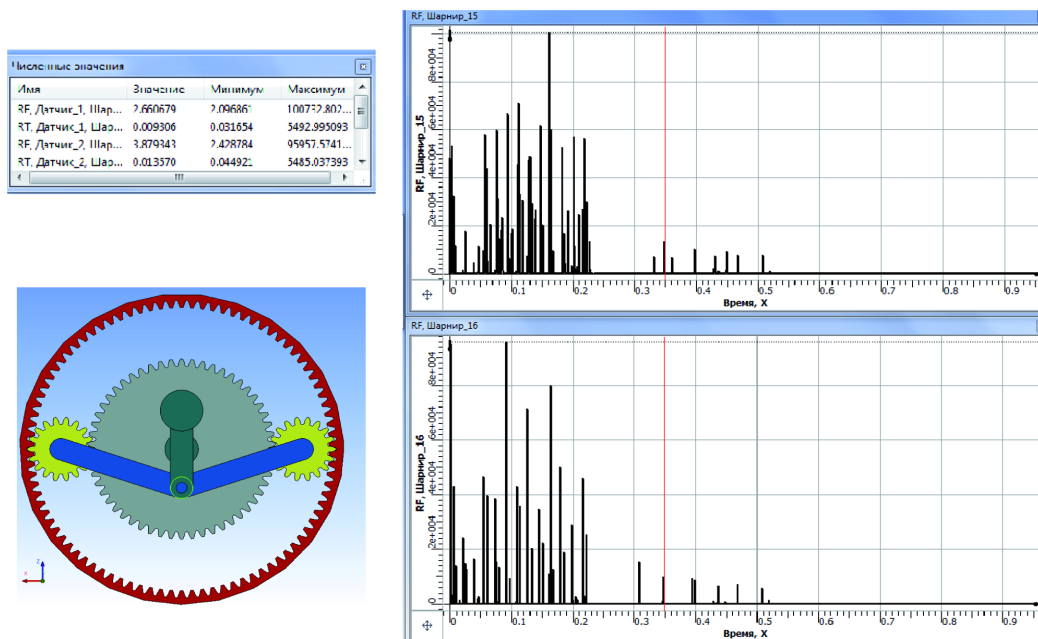 Численные значения
Имя Значение Минимум Максимум
RF, Датчик_1, Шар... 2.660679 2.096861 100732.802...
RT, Датчик_1, Шар... 0.009306 0.031654 5492.995093
RF, Датчик_2, Шар... 3.879343 2.428784 95957.5741...
RT, Датчик_2, Шар... 0.013570 0.044921 5485.037393
x
z
RF, Шарнир_15
RF, Шарнир_15
8e+004
6e+004
4e+004
2e+004
0
0 0.1 0.2 0.3 0.4 0.5 0.6 0.7 0.8 0.9
Время, X
RF, Шарнир_16
RF, Шарнир_16
8e+004
6e+004
4e+004
2e+004
0
0 0.1 0.2 0.3 0.4 0.5 0.6 0.7 0.8 0.9
Время, X